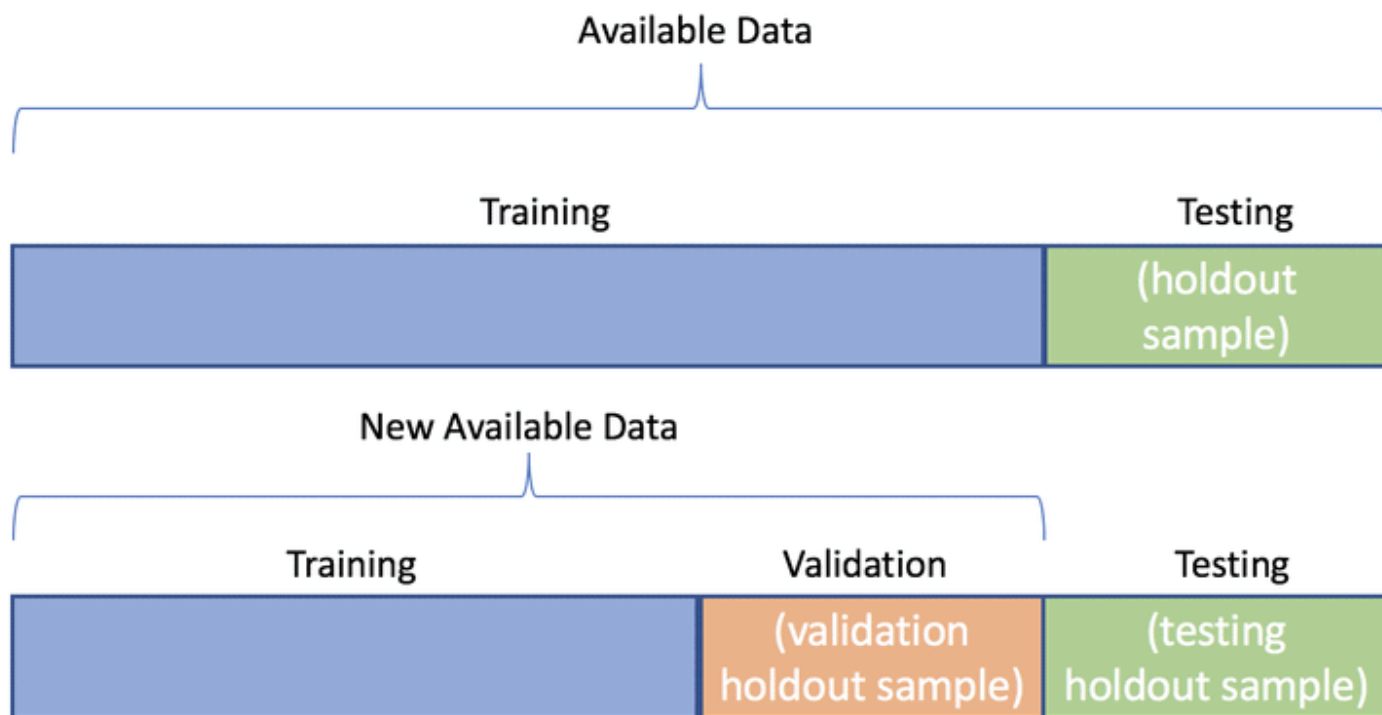 Available Data
Training
Testing
(holdout
sample)
New Available Data
Training
Validation
Testing
(validation
holdout sample)
(testing
holdout sample)